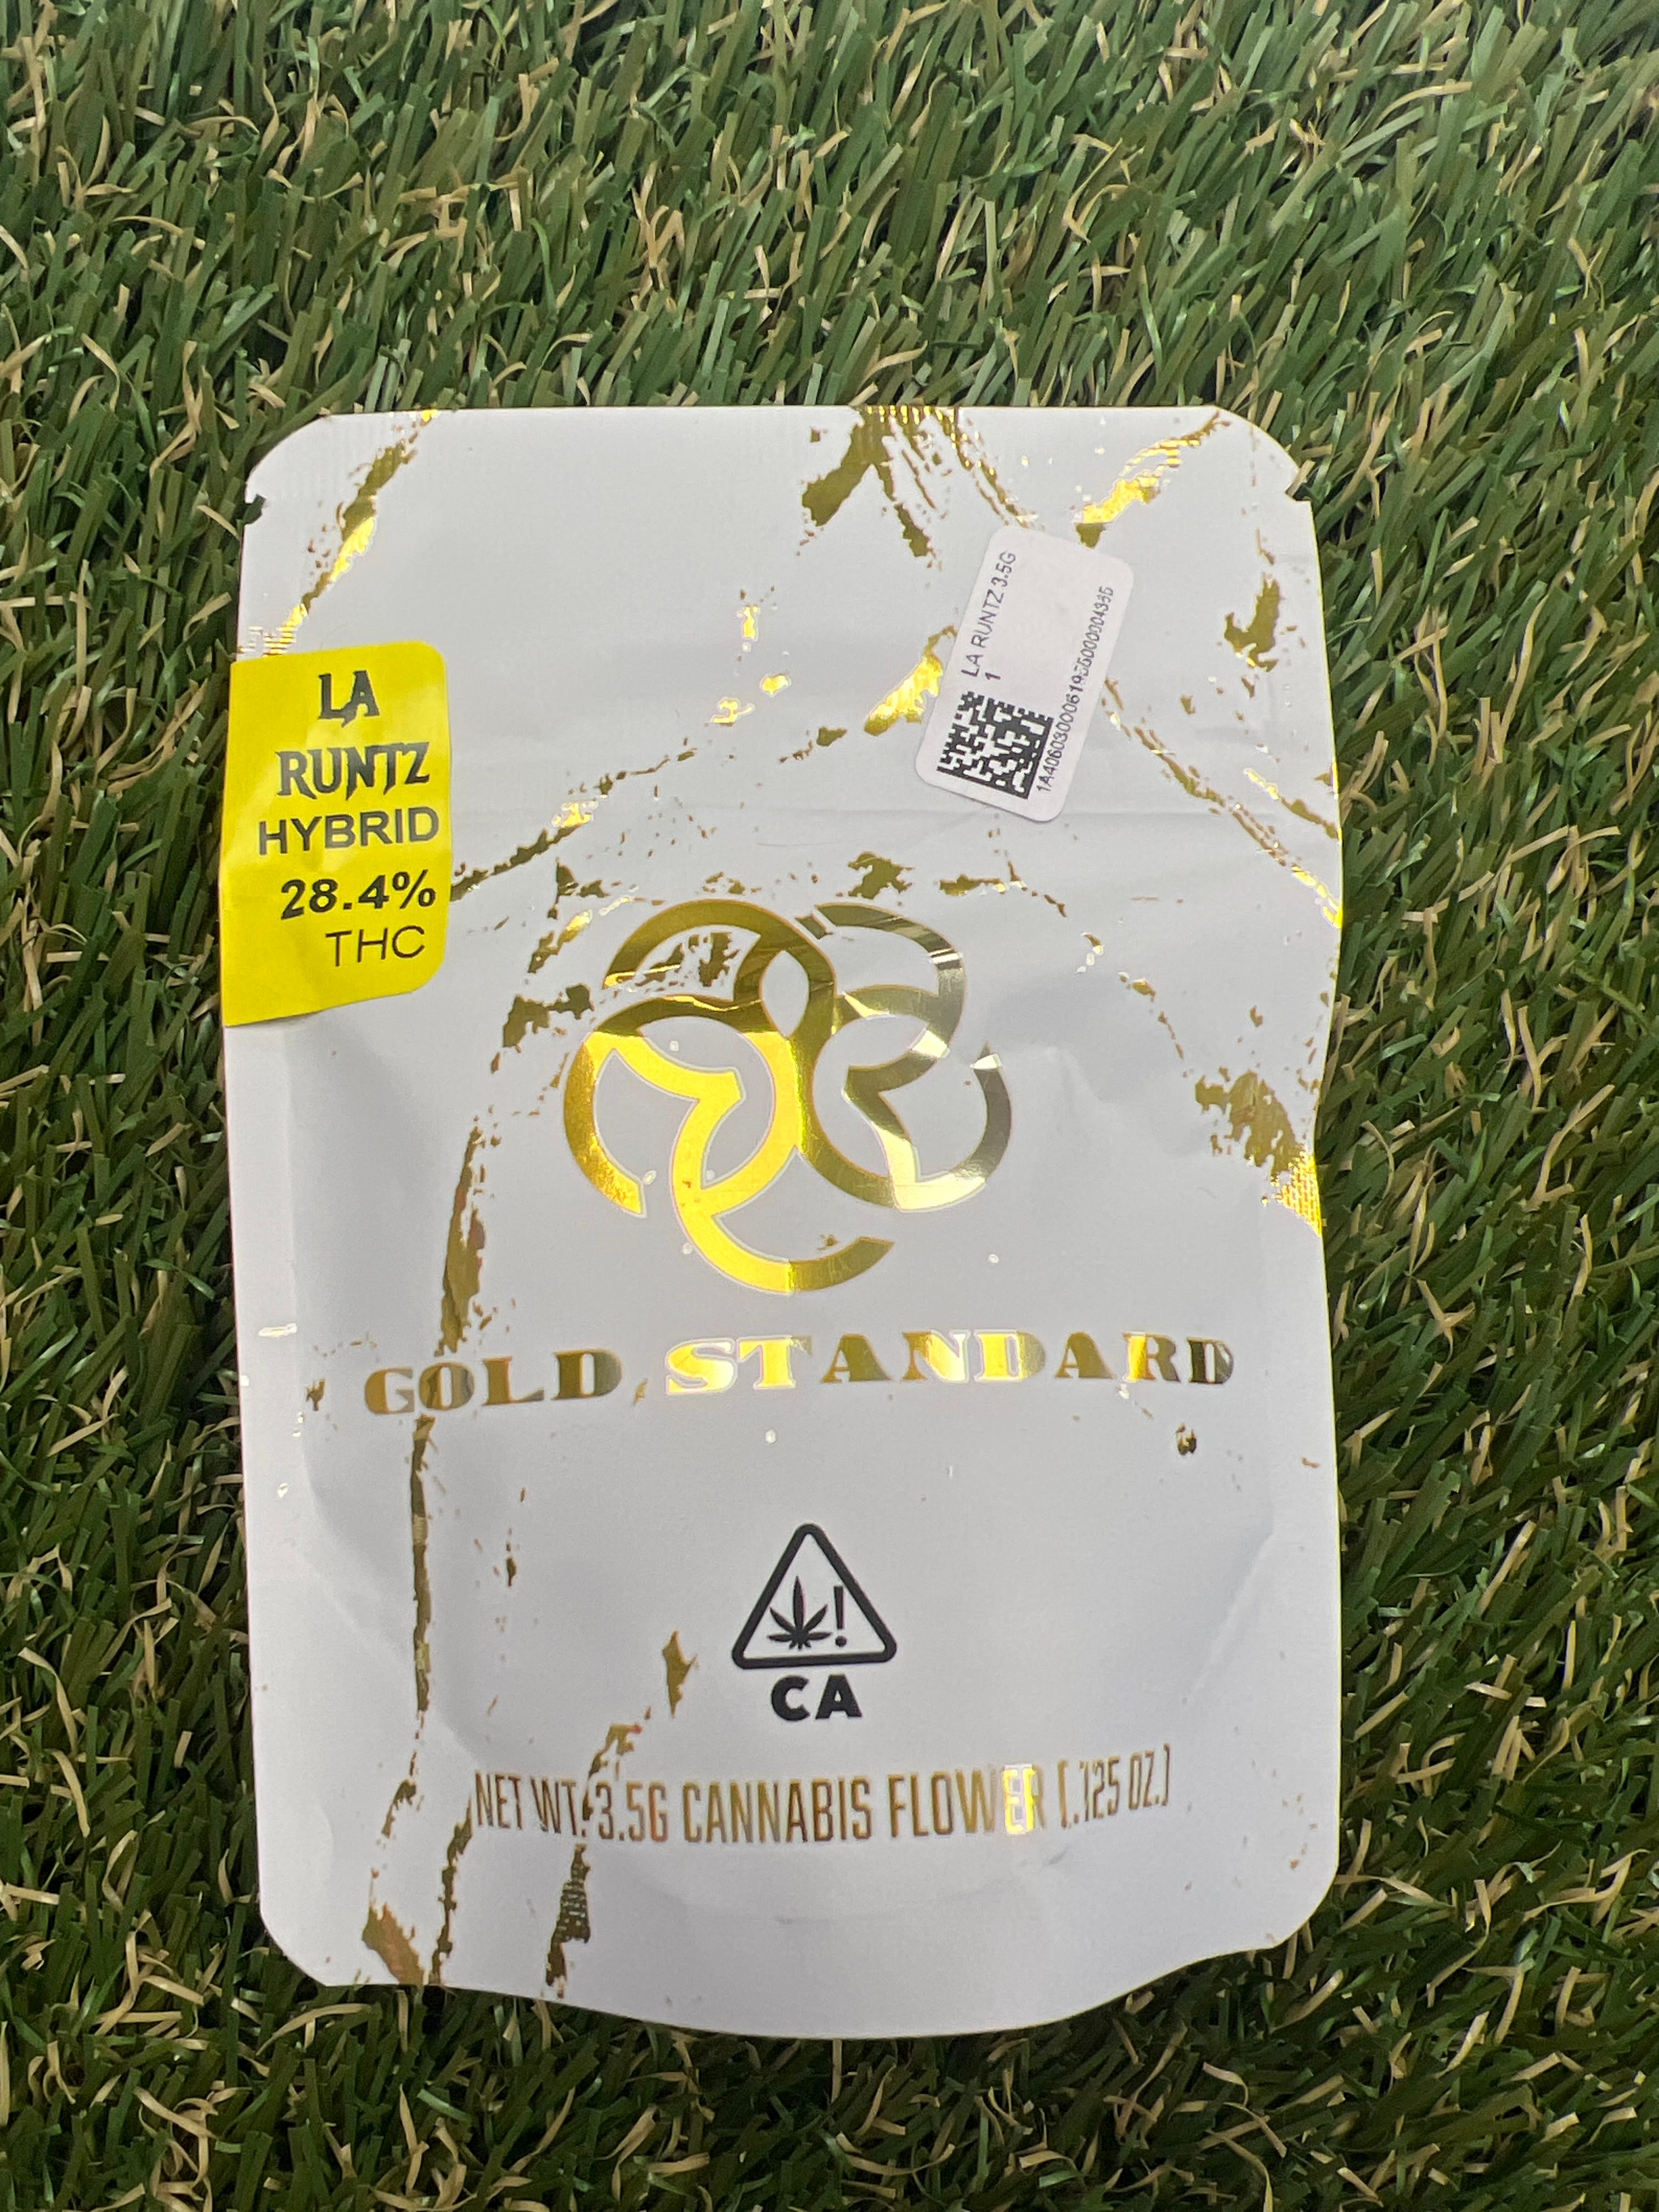 LA RUNTZ 3.5G
1
LA
RUNTZ
HYBRID
28.4%
THC
GOLD STANDARD
!
CA
NET WT. 3.5G CANNABIS FLOWER [.125 OZ.]